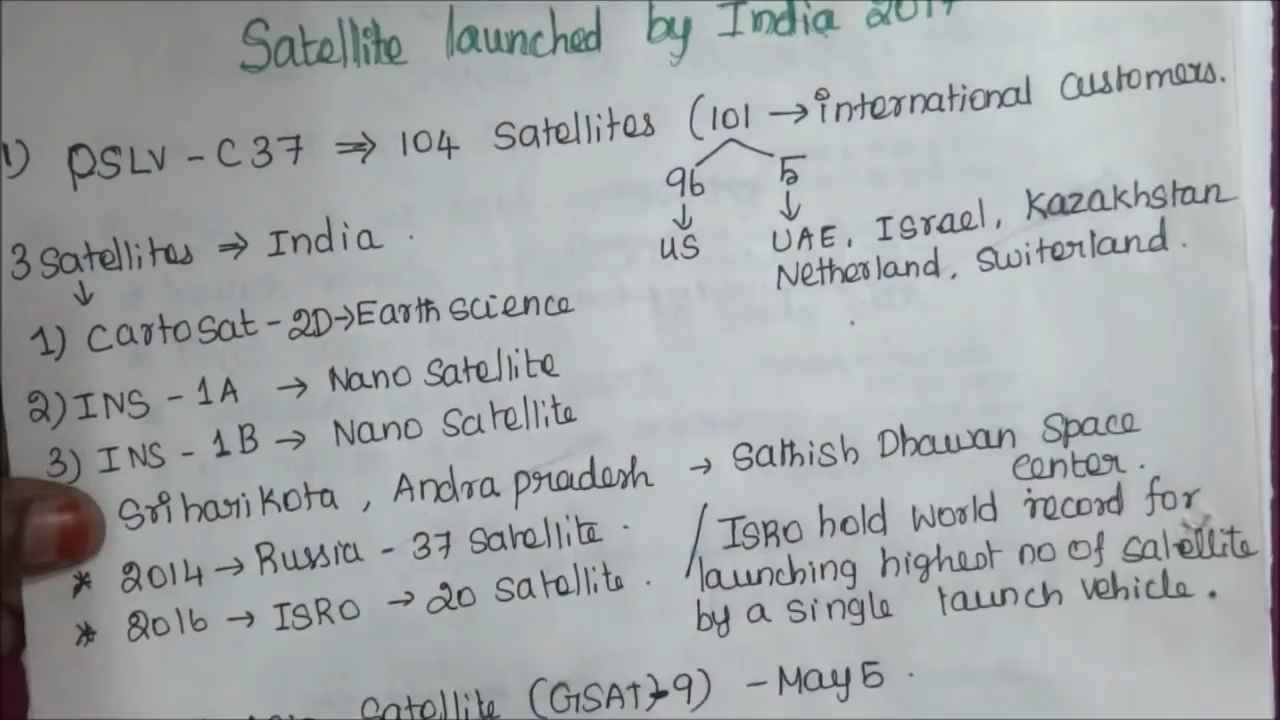 Satellite launched by India 2017
1) PSLV - C37 ⇒ 104 Satellites (101 → international customers.
96 5
↓ ↓
US UAE, Israel, Kazakhstan
Netherland, Switerland.
3 Satellites ⇒ India
↓
1) Cartosat - 2D → Earth science
2) INS - 1A → Nano Satellite
3) INS - 1B → Nano Satellite
Sriharikota, Andra pradesh → Sathish Dhawan Space
center.
* 2014 → Russia - 37 Satellite.
* 2016 → ISRO → 20 Satellite.
/ ISRO hold World record for
launching highest no of satellite
by a single launch vehicle.
Satellite (GSAT-9) - May 5.